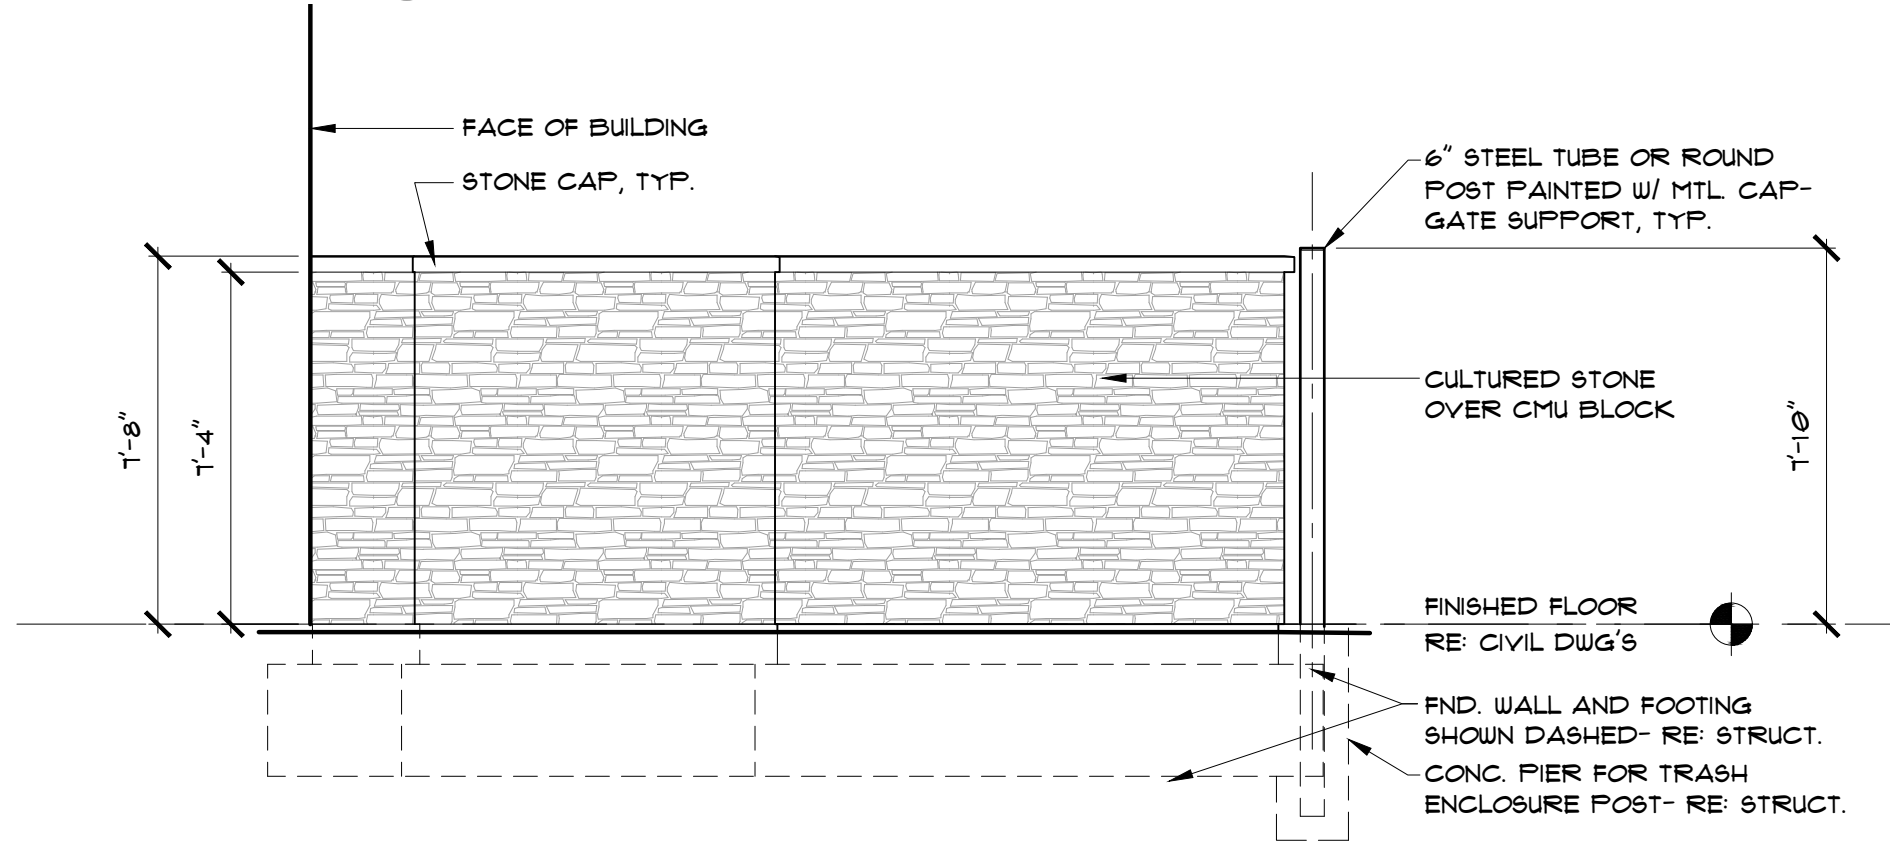 FACE OF BUILDING
STONE CAP, TYP.
6" STEEL TUBE OR ROUND
POST PAINTED W/ MTL. CAP-
GATE SUPPORT, TYP.
7'-8"
7'-4"
CULTURED STONE
OVER CMU BLOCK
7'-10"
FINISHED FLOOR
RE: CIVIL DWG'S
FND. WALL AND FOOTING
SHOWN DASHED- RE: STRUCT.
CONC. PIER FOR TRASH
ENCLOSURE POST- RE: STRUCT.